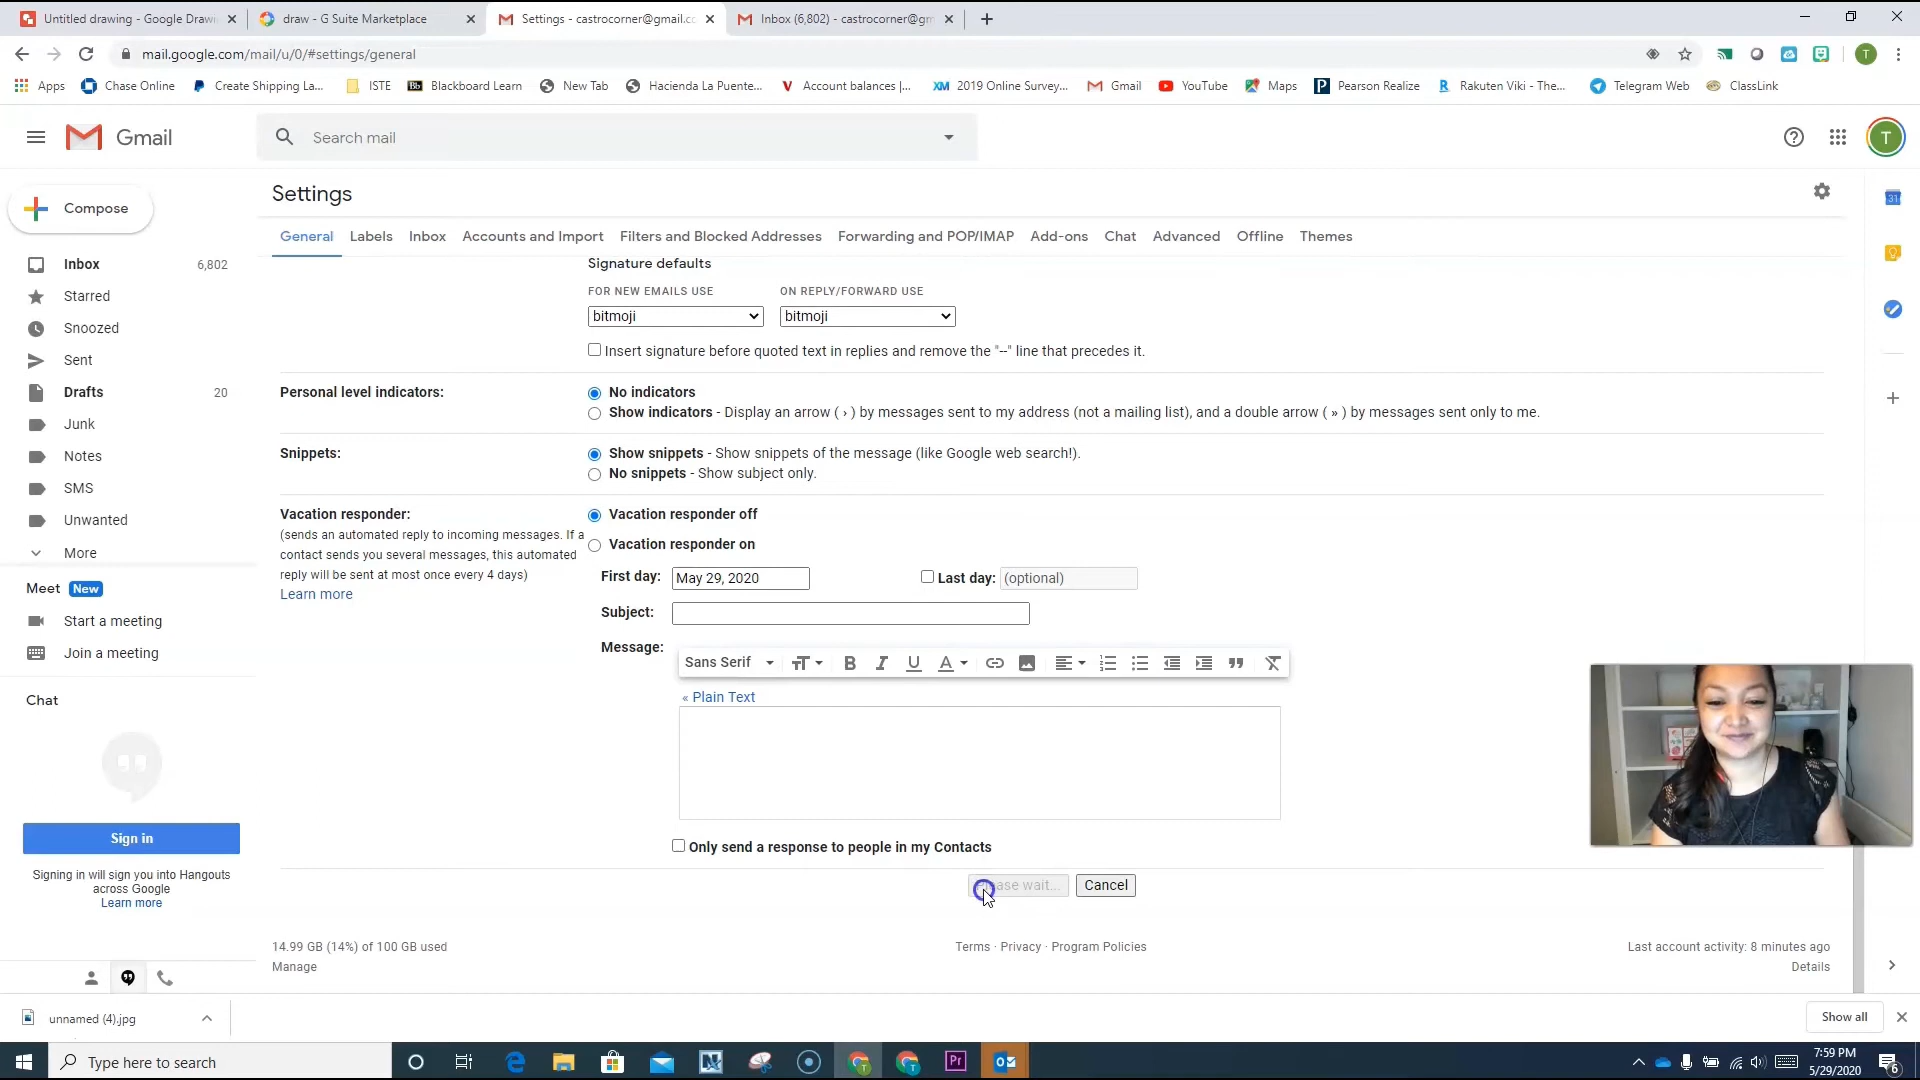 Untitled drawing - Google Drawi
draw - G Suite Marketplace
Settings - castrocorner@gmail.co
Inbox (6,802) - castrocorner@gm
mail.google.com/mail/u/0/#settings/general
T
Apps
Chase Online
Create Shipping La...
ISTE
Bb
Blackboard Learn
New Tab
Hacienda La Puente...
V
Account balances |...
XM
2019 Online Survey...
Gmail
YouTube
Maps
P
Pearson Realize
R
Rakuten Viki - The...
Telegram Web
ClassLink
Gmail
Search mail
T
Compose
Settings
31
General
Labels
Inbox
Accounts and Import
Filters and Blocked Addresses
Forwarding and POP/IMAP
Add-ons
Chat
Advanced
Offline
Themes
Inbox 6,802
Starred
Snoozed
Sent
Drafts 20
Junk
Notes
SMS
Unwanted
More
Meet New
Start a meeting
Join a meeting
Chat
Sign in
Signing in will sign you into Hangouts
across Google
Learn more
Signature defaults
FOR NEW EMAILS USE
ON REPLY/FORWARD USE
bitmoji
bitmoji
Insert signature before quoted text in replies and remove the "--" line that precedes it.
Personal level indicators:
No indicators
Show indicators - Display an arrow ( › ) by messages sent to my address (not a mailing list), and a double arrow ( » ) by messages sent only to me.
Snippets:
Show snippets - Show snippets of the message (like Google web search!).
No snippets - Show subject only.
Vacation responder:
(sends an automated reply to incoming messages. If a
contact sends you several messages, this automated
reply will be sent at most once every 4 days)
Learn more
Vacation responder off
Vacation responder on
First day: May 29, 2020
Last day: (optional)
Subject:
Message:
Sans Serif
« Plain Text
Only send a response to people in my Contacts
wait...
Cancel
14.99 GB (14%) of 100 GB used
Manage
Terms · Privacy · Program Policies
Last account activity: 8 minutes ago
Details
unnamed (4).jpg
Show all
Type here to search
Pr
7:59 PM
5/29/2020
6